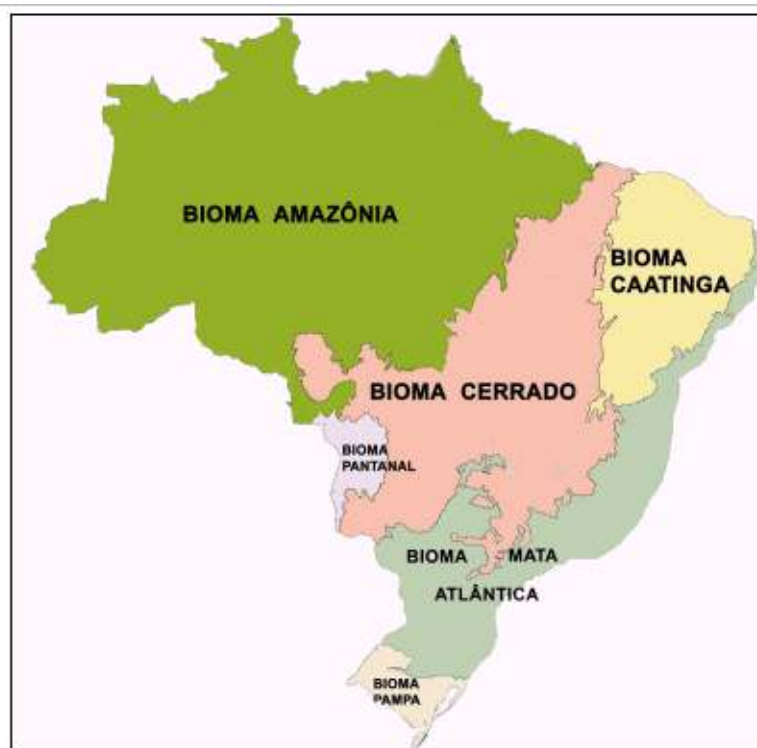 BIOMA AMAZÔNIA
BIOMA
CAATINGA
BIOMA CERRADO
BIOMA
PANTANAL
BIOMA MATA
ATLÂNTICA
BIOMA
PAMPA